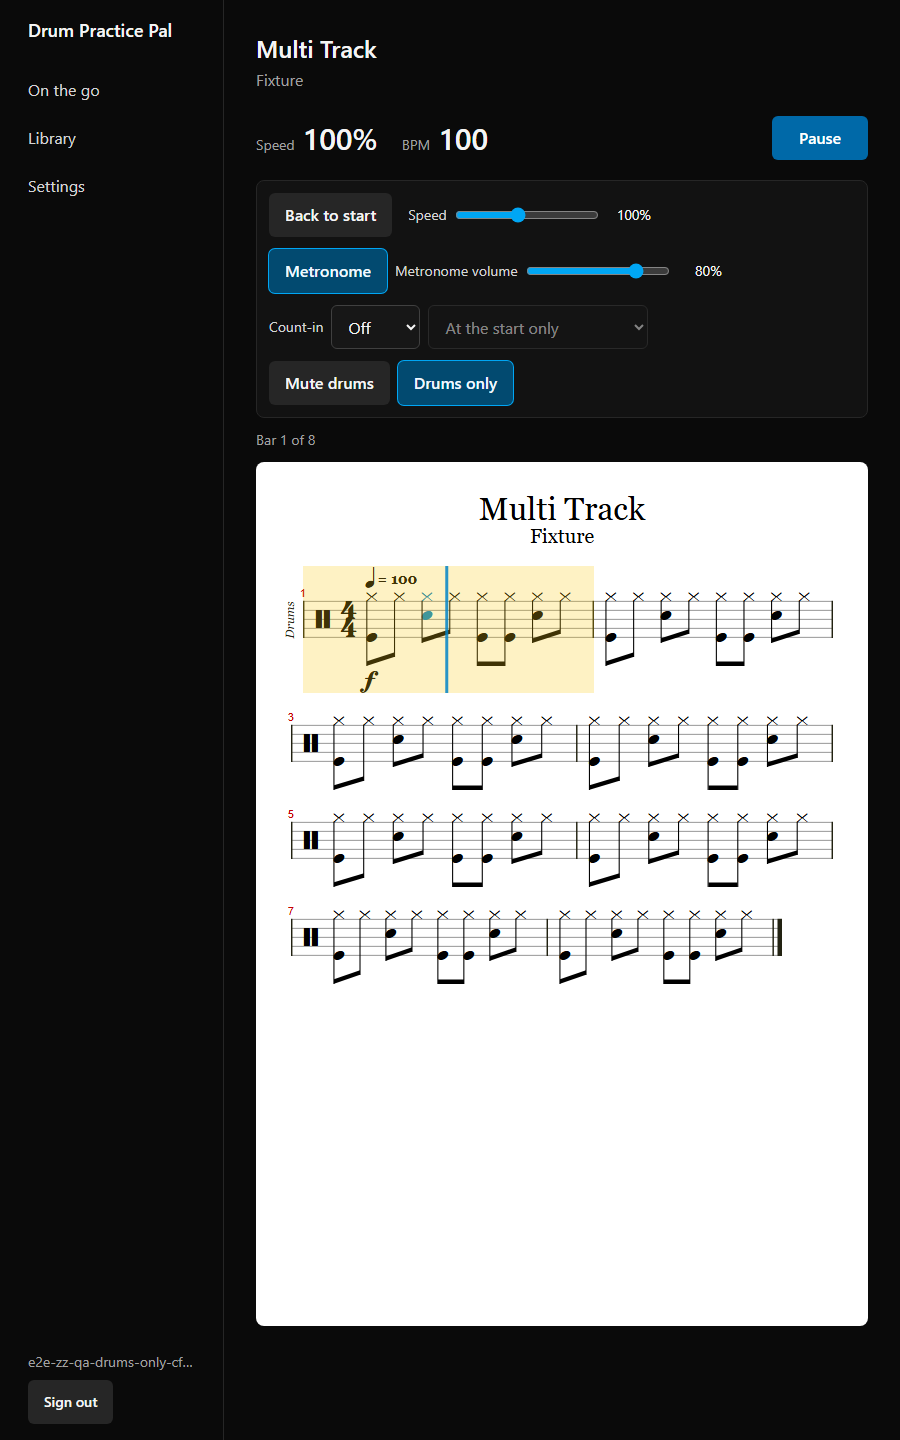 Drum Practice Pal
On the go
Library
Settings
Multi Track
Fixture
Speed 100% BPM 100
Pause
Back to start Speed 100%
Metronome Metronome volume 80%
Count-in Off At the start only
Mute drums Drums only
Bar 1 of 8
Multi Track
Fixture
= 100
1
Drums
4
4
f
3
5
7
e2e-zz-qa-drums-only-cf...
Sign out